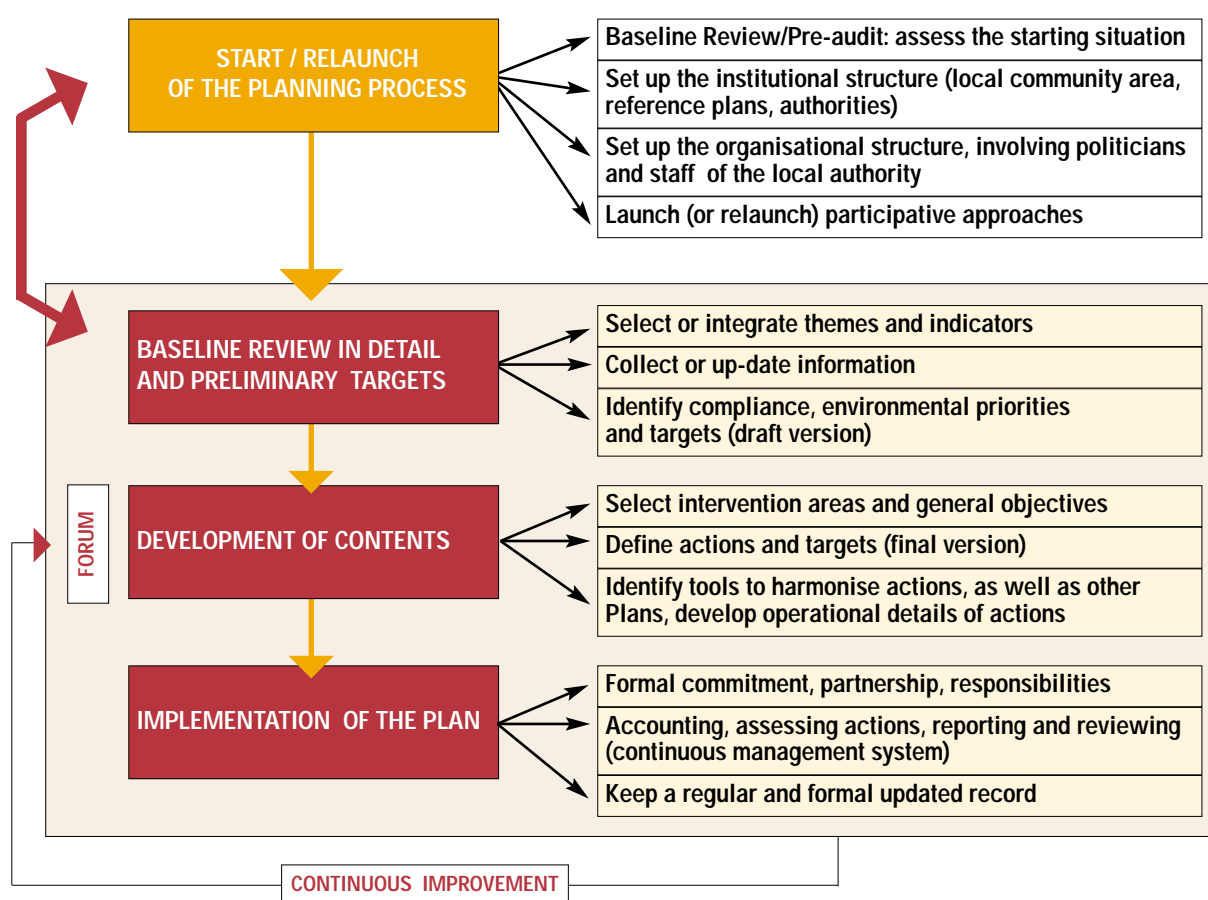 START / RELAUNCH
OF THE PLANNING PROCESS
Baseline Review/Pre-audit: assess the starting situation
Set up the institutional structure (local community area,
reference plans, authorities)
Set up the organisational structure, involving politicians
and staff of the local authority
Launch (or relaunch) participative approaches
BASELINE REVIEW IN DETAIL
AND PRELIMINARY TARGETS
Select or integrate themes and indicators
Collect or up-date information
Identify compliance, environmental priorities
and targets (draft version)
FORUM
DEVELOPMENT OF CONTENTS
Select intervention areas and general objectives
Define actions and targets (final version)
Identify tools to harmonise actions, as well as other
Plans, develop operational details of actions
IMPLEMENTATION OF THE PLAN
Formal commitment, partnership, responsibilities
Accounting, assessing actions, reporting and reviewing
(continuous management system)
Keep a regular and formal updated record
CONTINUOUS IMPROVEMENT